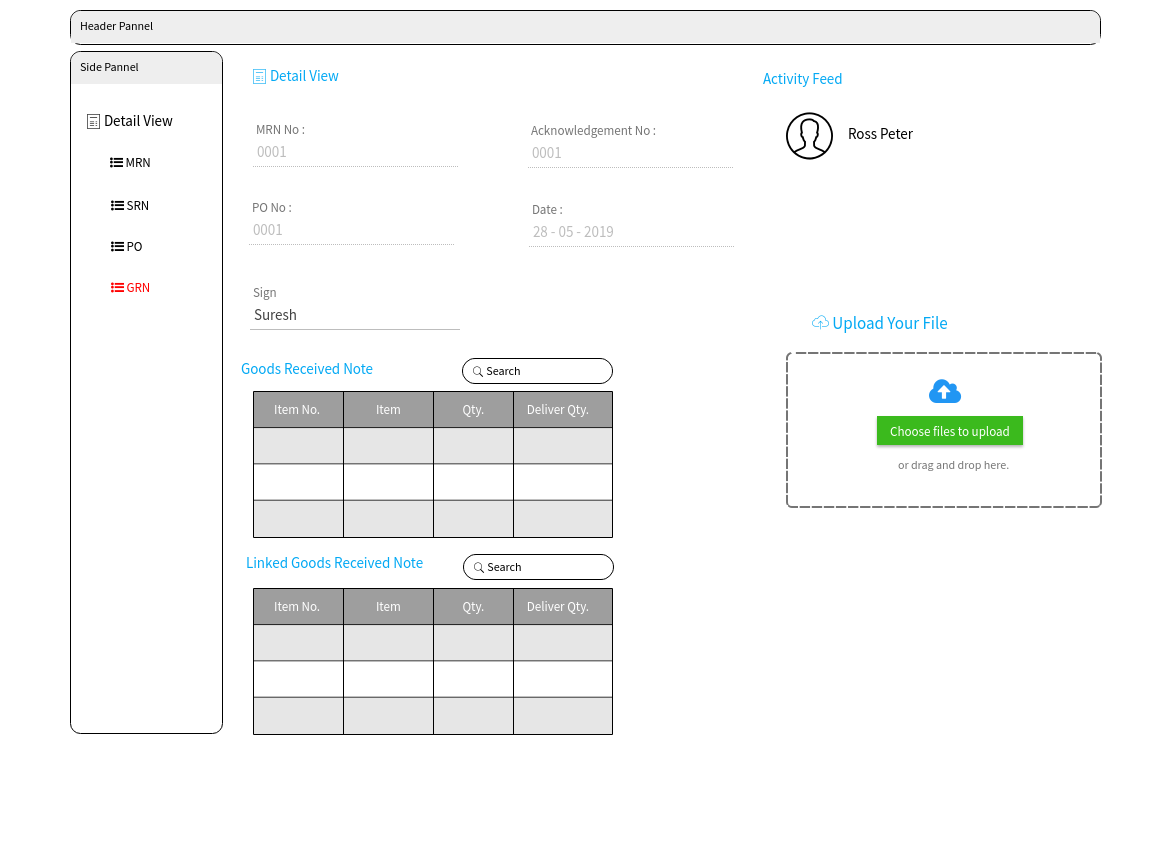 Header Pannel
Side Pannel
Detail View
MRN
SRN
PO
GRN
Detail View
MRN No :
0001
Acknowledgement No :
0001
PO No :
0001
Date :
28 - 05 - 2019
Sign
Suresh
Goods Received Note
Search
Item No. Item Qty. Deliver Qty.
Linked Goods Received Note
Search
Item No. Item Qty. Deliver Qty.
Activity Feed
Ross Peter
Upload Your File
Choose files to upload
or drag and drop here.